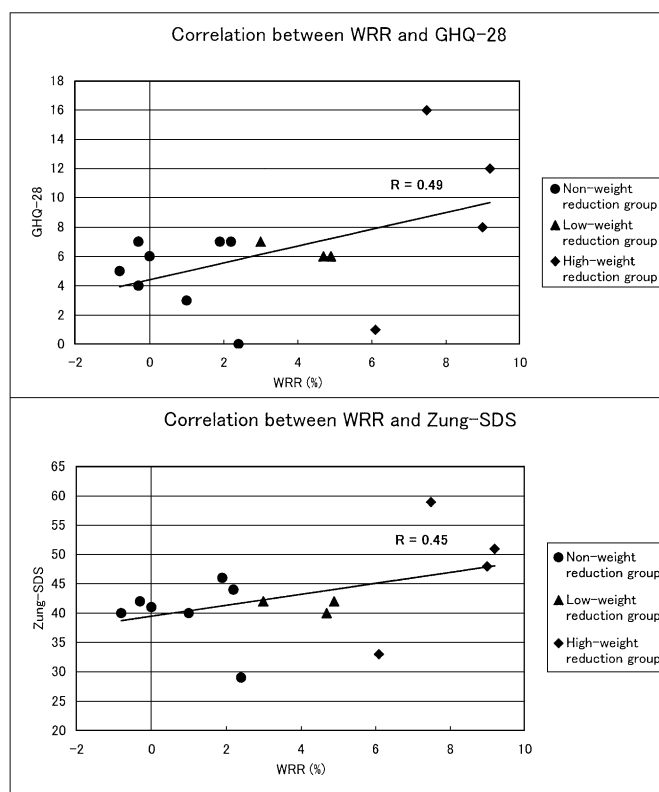 Correlation between WRR and GHQ-28
18
16
14
12
10
8
6
4
2
0
GHQ-28
R = 0.49
-2 0 2 4 6 8 10
WRR (%)
Non-weight
reduction group
Low-weight
reduction group
High-weight
reduction group
Correlation between WRR and Zung-SDS
65
60
55
50
45
40
35
30
25
20
Zung-SDS
R = 0.45
-2 0 2 4 6 8 10
WRR (%)
Non-weight
reduction group
Low-weight
reduction group
High-weight
reduction group